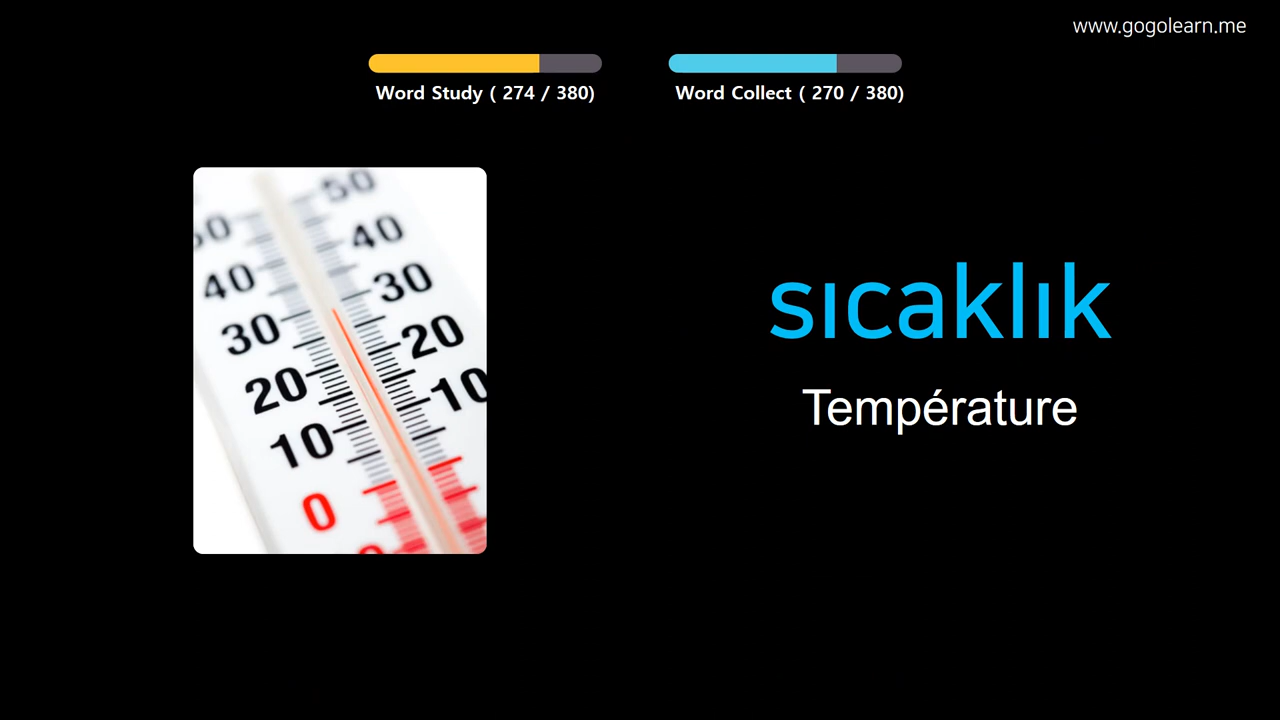 www.gogolearn.me
Word Study ( 274 / 380)
Word Collect ( 270 / 380)
50
50
40
40
30
30
20
20
10
10
0
sıcaklık
Température